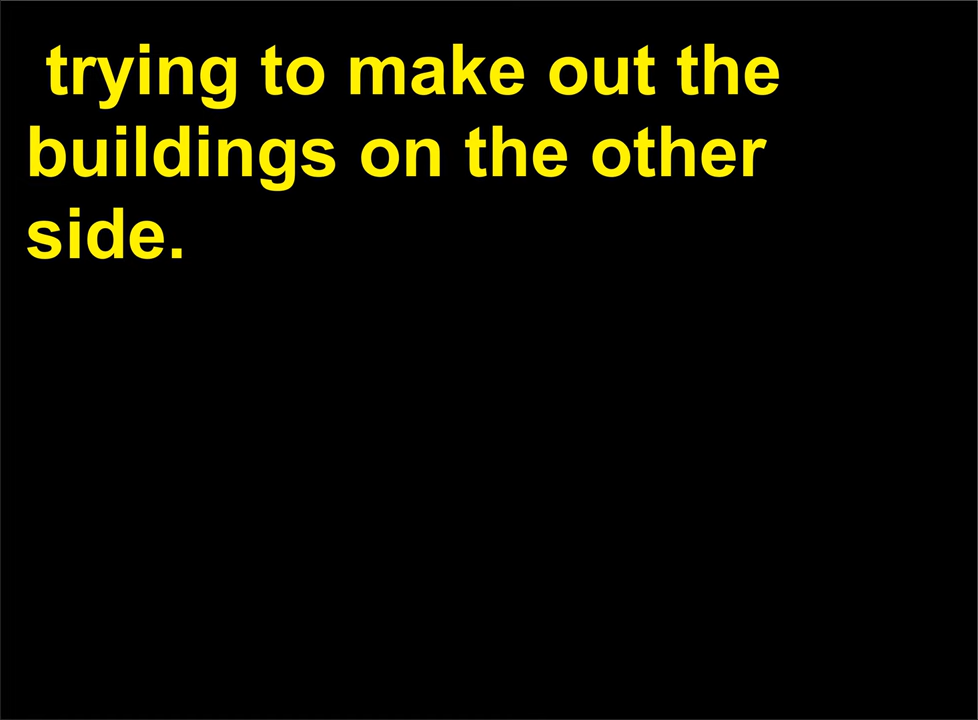 trying to make out the
buildings on the other
side.